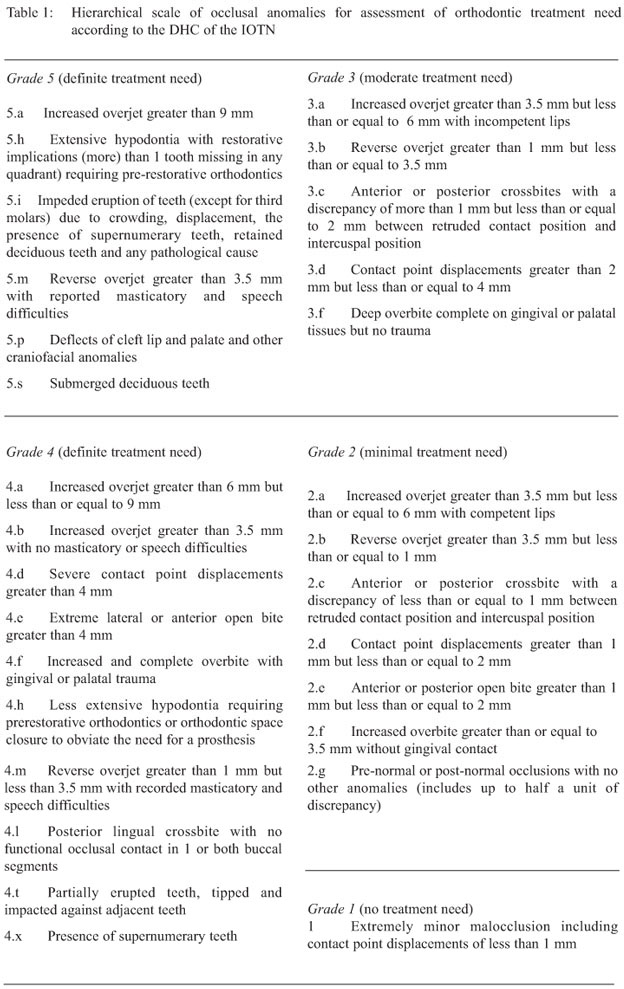 Table 1: Hierarchical scale of occlusal anomalies for assessment of orthodontic treatment need
according to the DHC of the IOTN
Grade 5 (definite treatment need)
5.a Increased overjet greater than 9 mm
5.h Extensive hypodontia with restorative
implications (more) than 1 tooth missing in any
quadrant) requiring pre-restorative orthodontics
5.i Impeded eruption of teeth (except for third
molars) due to crowding, displacement, the
presence of supernumerary teeth, retained
deciduous teeth and any pathological cause
5.m Reverse overjet greater than 3.5 mm
with reported masticatory and speech
difficulties
5.p Deflects of cleft lip and palate and other
craniofacial anomalies
5.s Submerged deciduous teeth
Grade 3 (moderate treatment need)
3.a Increased overjet greater than 3.5 mm but less
than or equal to 6 mm with incompetent lips
3.b Reverse overjet greater than 1 mm but less
than or equal to 3.5 mm
3.c Anterior or posterior crossbites with a
discrepancy of more than 1 mm but less than or equal
to 2 mm between retruded contact position and
intercuspal position
3.d Contact point displacements greater than 2
mm but less than or equal to 4 mm
3.f Deep overbite complete on gingival or palatal
tissues but no trauma
Grade 4 (definite treatment need)
4.a Increased overjet greater than 6 mm but
less than or equal to 9 mm
4.b Increased overjet greater than 3.5 mm
with no masticatory or speech difficulties
4.d Severe contact point displacements
greater than 4 mm
4.e Extreme lateral or anterior open bite
greater than 4 mm
4.f Increased and complete overbite with
gingival or palatal trauma
4.h Less extensive hypodontia requiring
prerestorative orthodontics or orthodontic space
closure to obviate the need for a prosthesis
4.m Reverse overjet greater than 1 mm but
less than 3.5 mm with recorded masticatory and
speech difficulties
4.l Posterior lingual crossbite with no
functional occlusal contact in 1 or both buccal
segments
4.t Partially erupted teeth, tipped and
impacted against adjacent teeth
4.x Presence of supernumerary teeth
Grade 2 (minimal treatment need)
2.a Increased overjet greater than 3.5 mm but less
than or equal to 6 mm with competent lips
2.b Reverse overjet greater than 3.5 mm but less
than or equal to 1 mm
2.c Anterior or posterior crossbite with a
discrepancy of less than or equal to 1 mm between
retruded contact position and intercuspal position
2.d Contact point displacements greater than 1
mm but less than or equal to 2 mm
2.e Anterior or posterior open bite greater than 1
mm but less than or equal to 2 mm
2.f Increased overbite greater than or equal to
3.5 mm without gingival contact
2.g Pre-normal or post-normal occlusions with no
other anomalies (includes up to half a unit of
discrepancy)
Grade 1 (no treatment need)
1 Extremely minor malocclusion including
contact point displacements of less than 1 mm